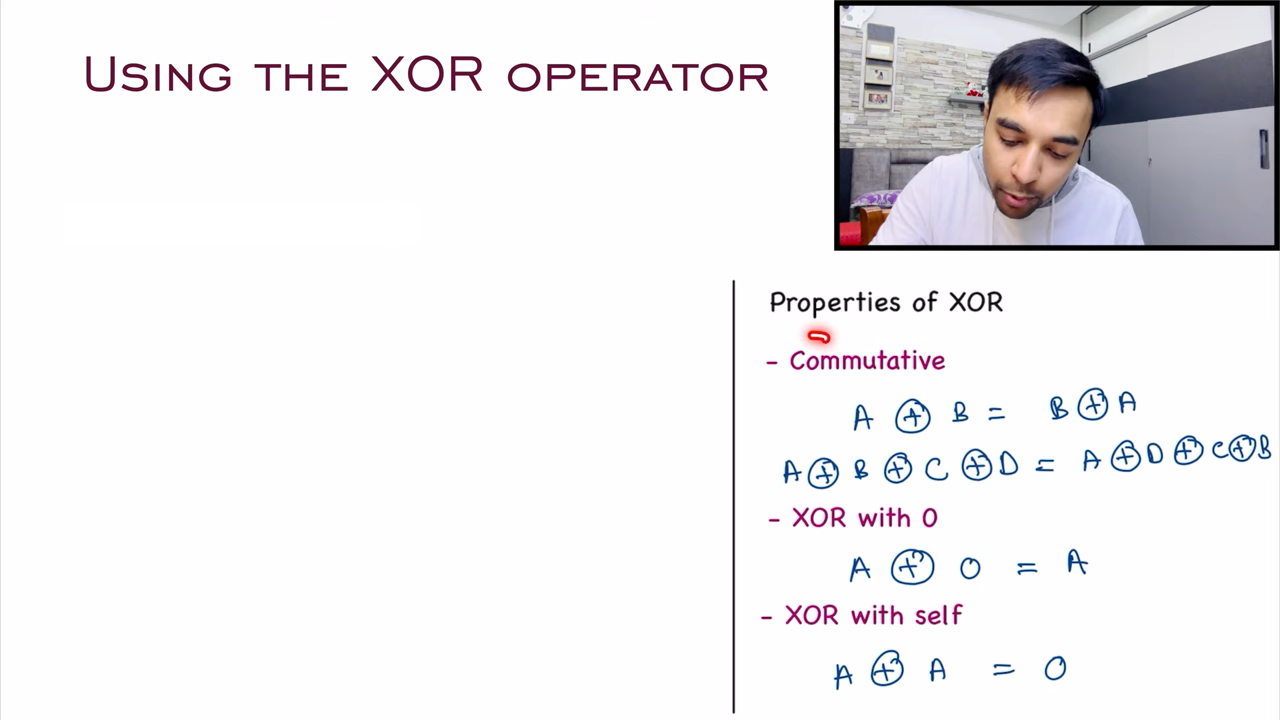 USING THE XOR OPERATOR
Properties of XOR
- Commutative
A ⊕ B = B ⊕ A
A ⊕ B ⊕ C ⊕ D = A ⊕ D ⊕ C ⊕ B
- XOR with 0
A ⊕ 0 = A
- XOR with self
A ⊕ A = 0